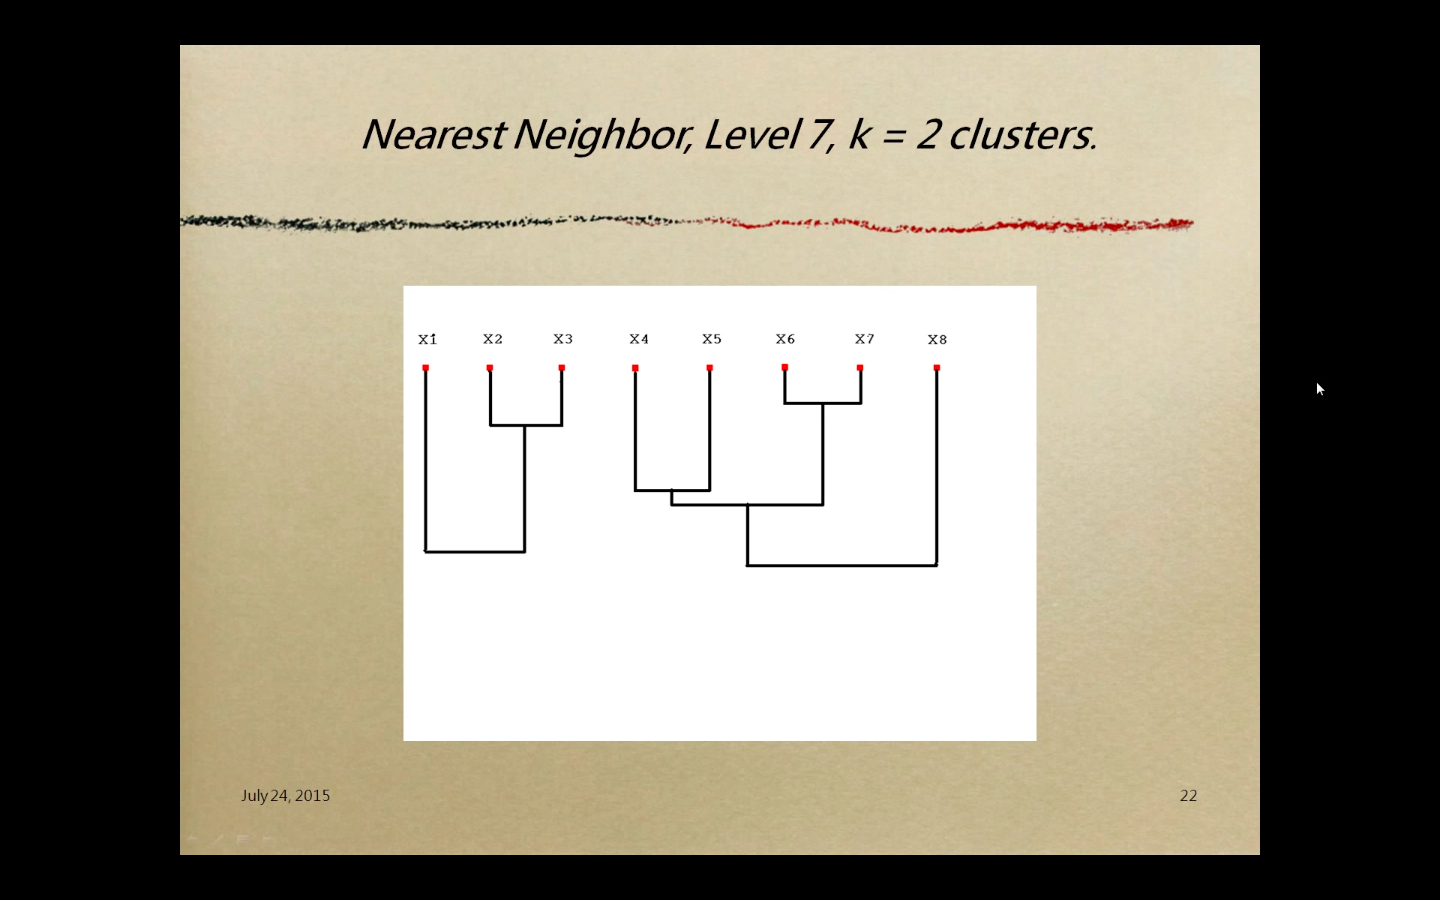 Nearest Neighbor, Level 7, k = 2 clusters.
X1 X2 X3 X4 X5 X6 X7 X8
July 24, 2015
22